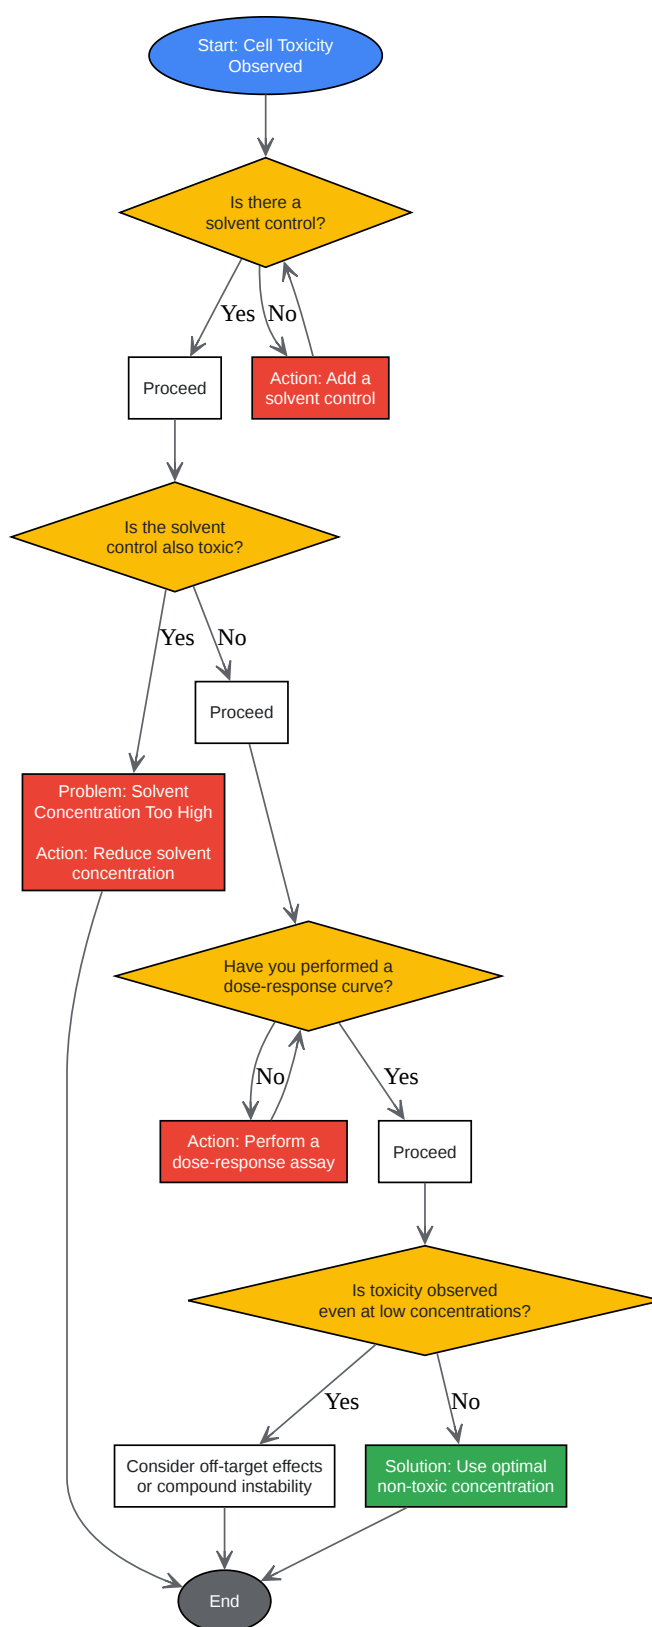 Start: Cell Toxicity
Observed
Is there a
solvent control?
Yes
No
Proceed
Action: Add a
solvent control
Is the solvent
control also toxic?
Yes
No
Proceed
Problem: Solvent
Concentration Too High
Action: Reduce solvent
concentration
Have you performed a
dose-response curve?
No
Yes
Action: Perform a
dose-response assay
Proceed
Is toxicity observed
even at low concentrations?
Yes
No
Consider off-target effects
or compound instability
Solution: Use optimal
non-toxic concentration
End